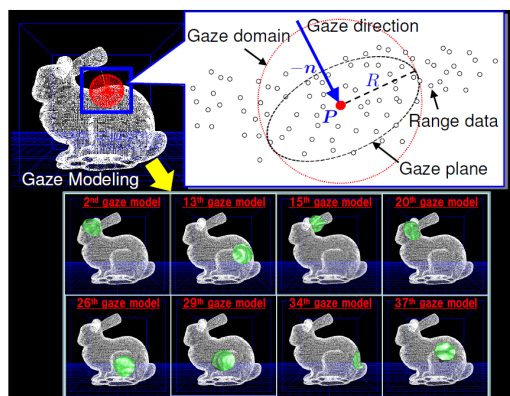 Gaze direction
Gaze domain
−n
R
P
Range data
Gaze plane
Gaze Modeling
2nd gaze model
13th gaze model
15th gaze model
20th gaze model
26th gaze model
29th gaze model
34th gaze model
37th gaze model